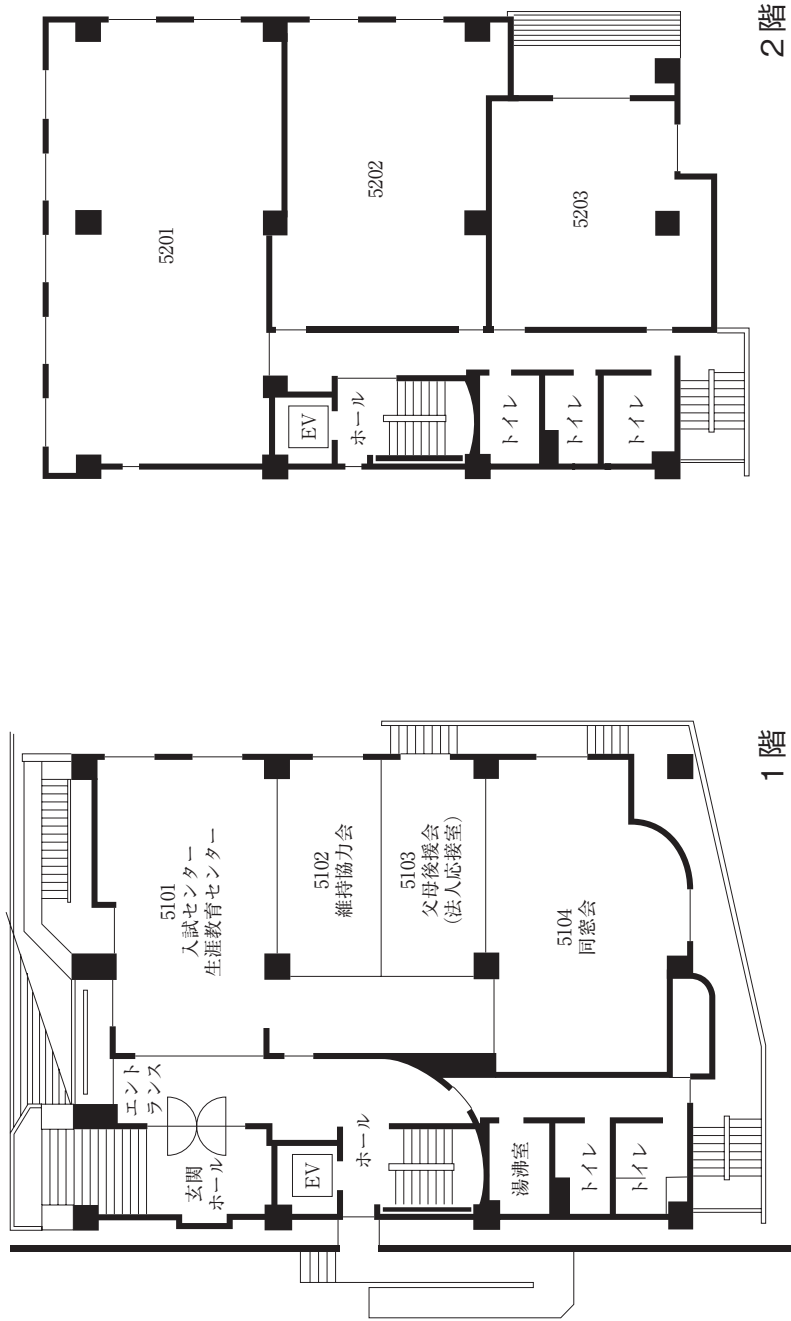 1階
玄関
ホール
エント
ランス
EV
ホール
湯沸室
トイレ
トイレ
5101
入試センター
生涯教育センター
5102
維持協力会
5103
父母後援会
(法人応接室)
5104
同窓会
2階
5201
5202
5203
EV
ホール
トイレ
トイレ
トイレ